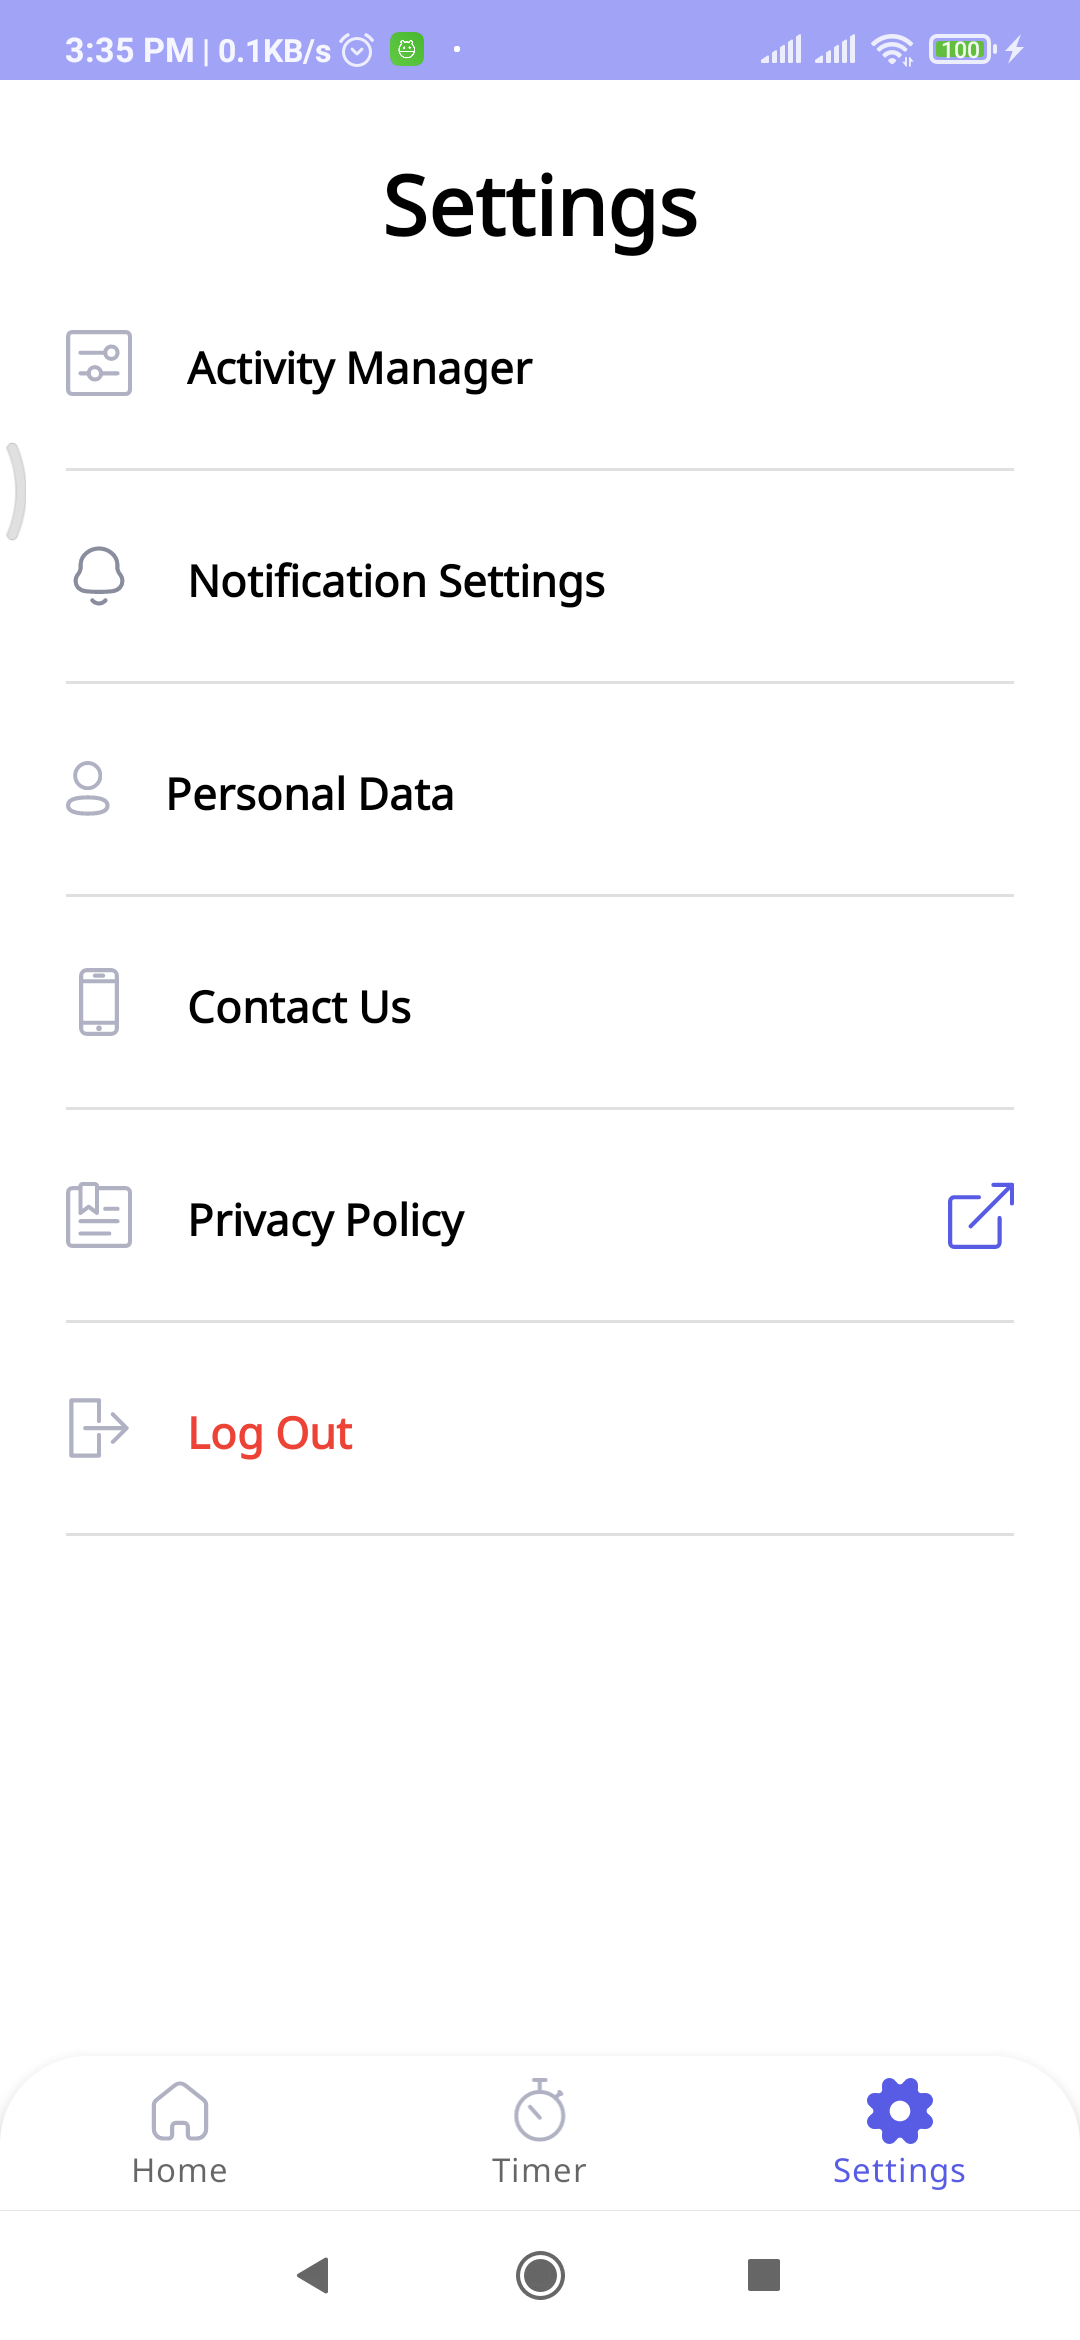 3:35 PM | 0.1KB/s
100
Settings
Activity Manager
Notification Settings
Personal Data
Contact Us
Privacy Policy
Log Out
Home
Timer
Settings